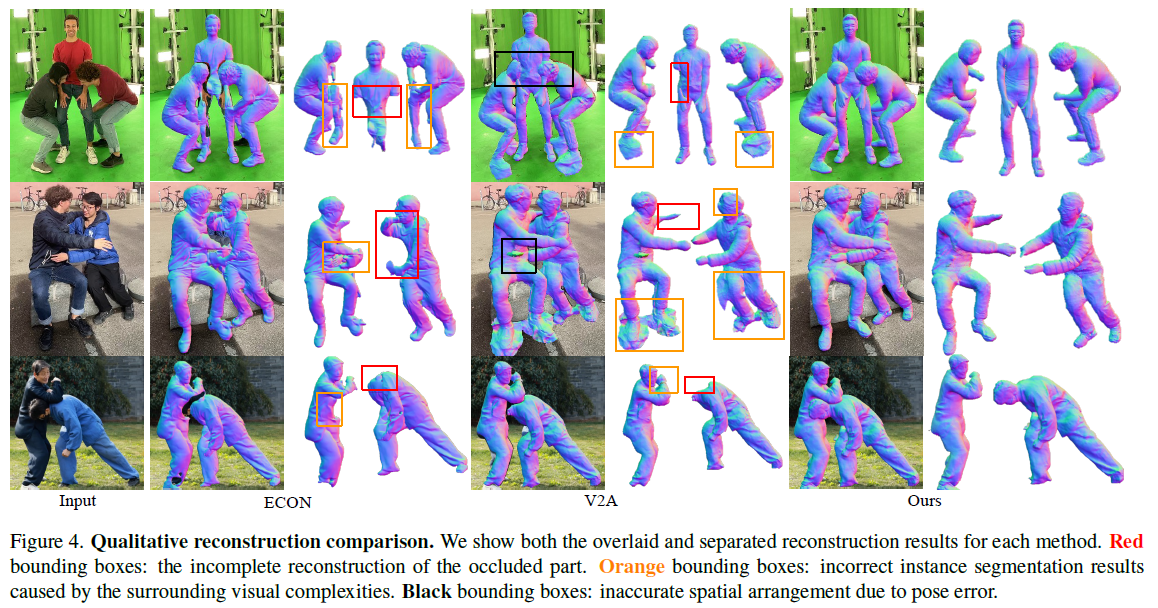 Input
ECON
V2A
Ours
Figure 4. Qualitative reconstruction comparison. We show both the overlaid and separated reconstruction results for each method. Red
bounding boxes: the incomplete reconstruction of the occluded part. Orange bounding boxes: incorrect instance segmentation results
caused by the surrounding visual complexities. Black bounding boxes: inaccurate spatial arrangement due to pose error.